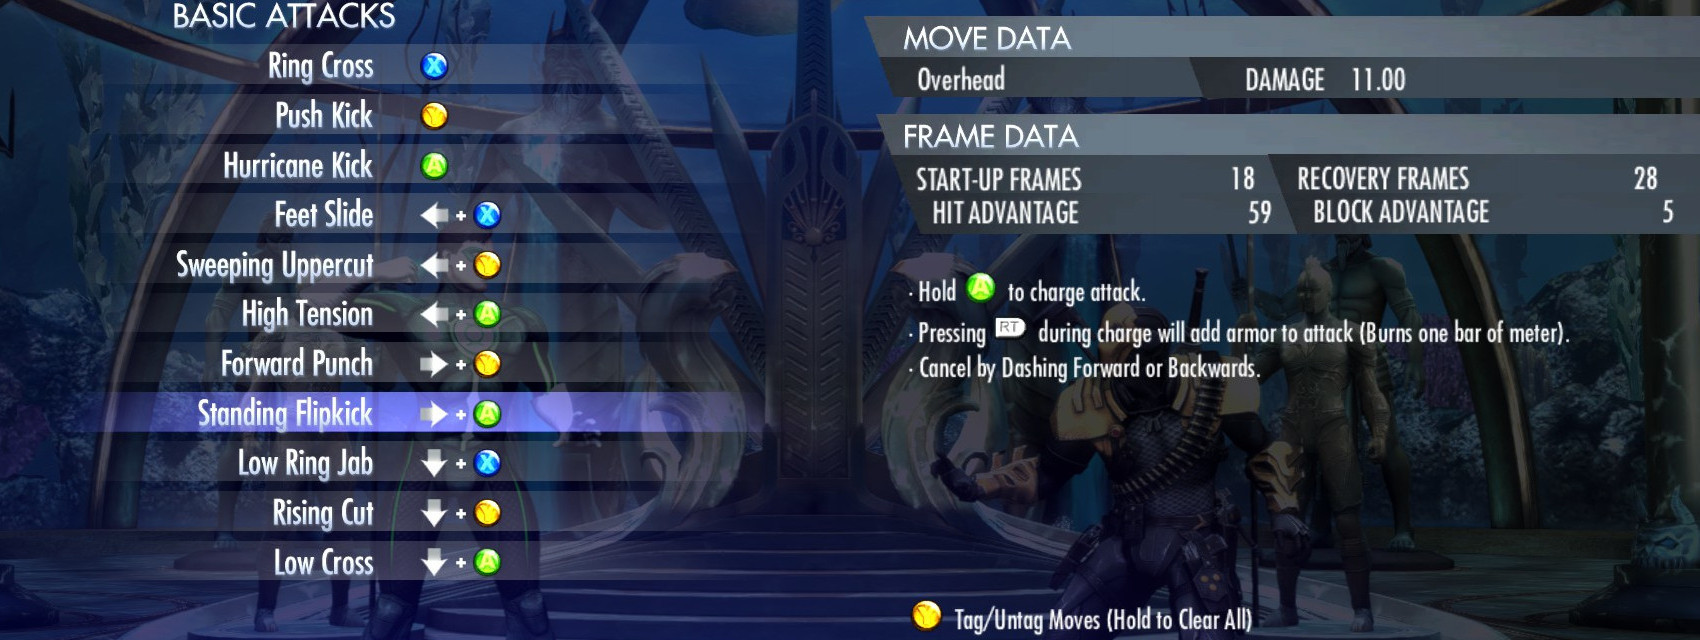 BASIC ATTACKS
Ring Cross X
Push Kick Y
Hurricane Kick A
Feet Slide + X
Sweeping Uppercut + Y
High Tension + A
Forward Punch + Y
Standing Flipkick + A
Low Ring Jab + X
Rising Cut + Y
Low Cross + A
MOVE DATA
Overhead DAMAGE 11.00
FRAME DATA
START-UP FRAMES 18 RECOVERY FRAMES 28
HIT ADVANTAGE 59 BLOCK ADVANTAGE 5
· Hold A to charge attack.
· Pressing RT during charge will add armor to attack (Burns one bar of meter).
· Cancel by Dashing Forward or Backwards.
Y Tag/Untag Moves (Hold to Clear All)